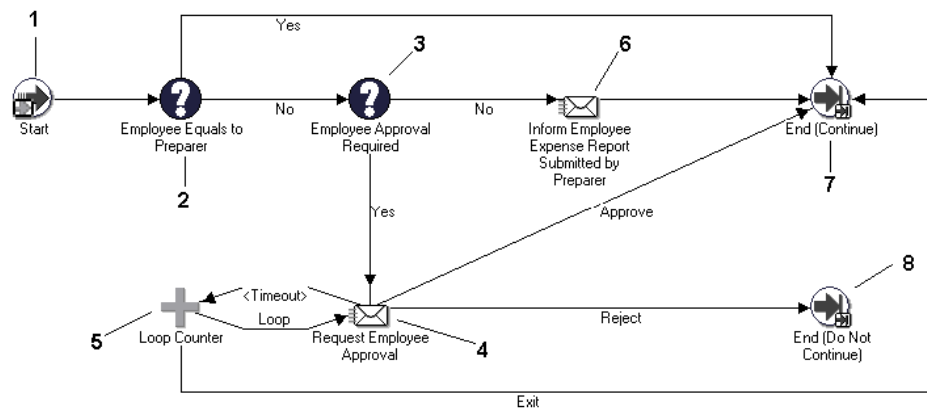 1
Yes
3
6
Start
No
No
Employee Equals to
Preparer
Employee Approval
Required
Inform Employee
Expense Report
Submitted by
Preparer
End (Continue)
2
7
Yes
Approve
8
<Timeout>
Loop
5
Loop Counter
Request Employee
Approval
4
Reject
End (Do Not
Continue)
Exit